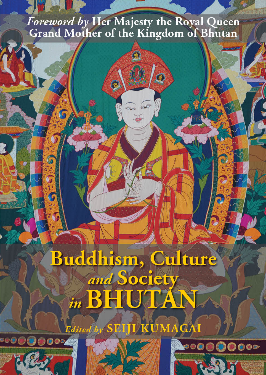 Foreword by Her Majesty the Royal Queen
Grand Mother of the Kingdom of Bhutan
Buddhism, Culture
and Society
in BHUTAN
Edited by SEIJI KUMAGAI